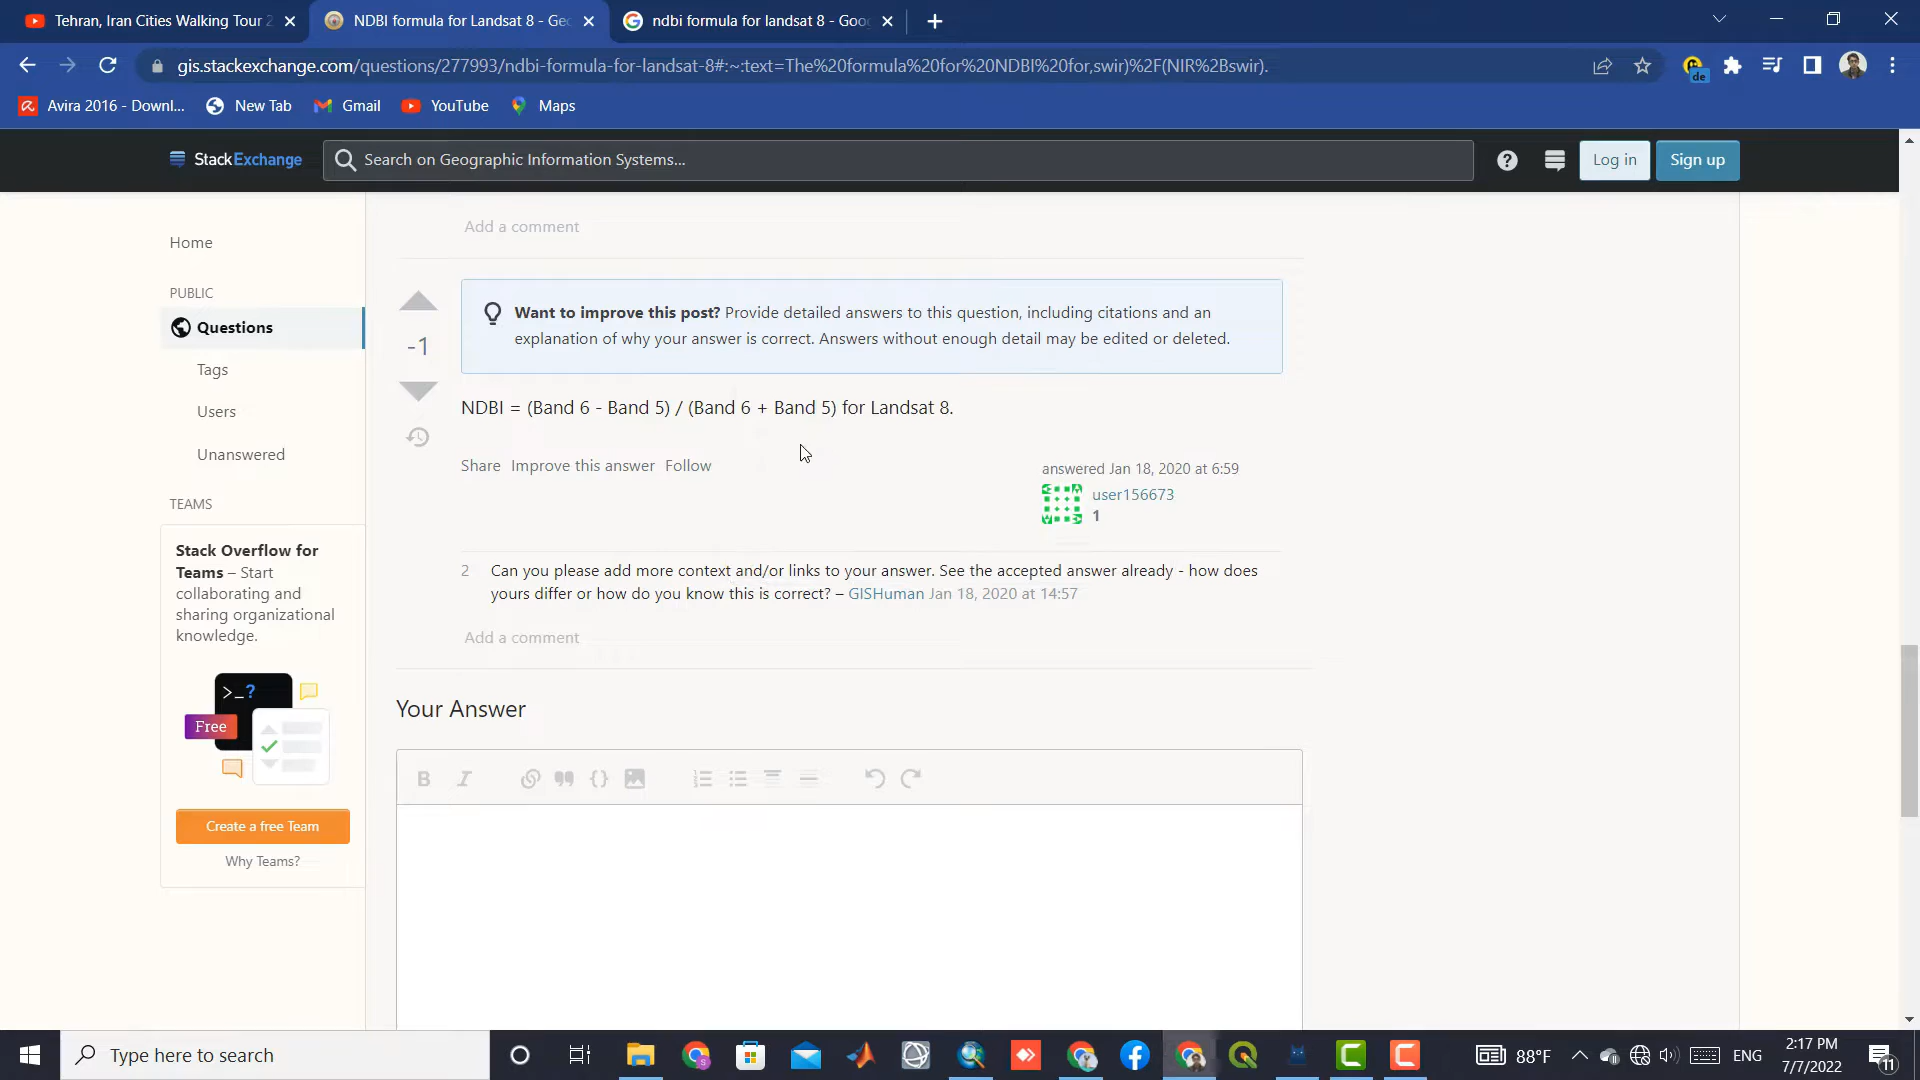 Tehran, Iran Cities Walking Tour 2
NDBI formula for Landsat 8 - Geo
ndbi formula for landsat 8 - Goo
gis.stackexchange.com/questions/277993/ndbi-formula-for-landsat-8#:~:text=The%20formula%20for%20NDBI%20for,swir)%2F(NIR%2Bswir).
de
Avira 2016 - Downl...
New Tab
Gmail
YouTube
Maps
StackExchange
Search on Geographic Information Systems...
Log in
Sign up
Home
PUBLIC
Questions
Tags
Users
Unanswered
TEAMS
Stack Overflow for
Teams – Start
collaborating and
sharing organizational
knowledge.
>_?
Free
Create a free Team
Why Teams?
Add a comment
-1
Want to improve this post? Provide detailed answers to this question, including citations and an
explanation of why your answer is correct. Answers without enough detail may be edited or deleted.
NDBI = (Band 6 - Band 5) / (Band 6 + Band 5) for Landsat 8.
Share Improve this answer Follow
answered Jan 18, 2020 at 6:59
user156673
1
2 Can you please add more context and/or links to your answer. See the accepted answer already - how does
yours differ or how do you know this is correct? – GISHuman Jan 18, 2020 at 14:57
Add a comment
Your Answer
B I
Type here to search
88°F
ENG
2:17 PM
7/7/2022
11